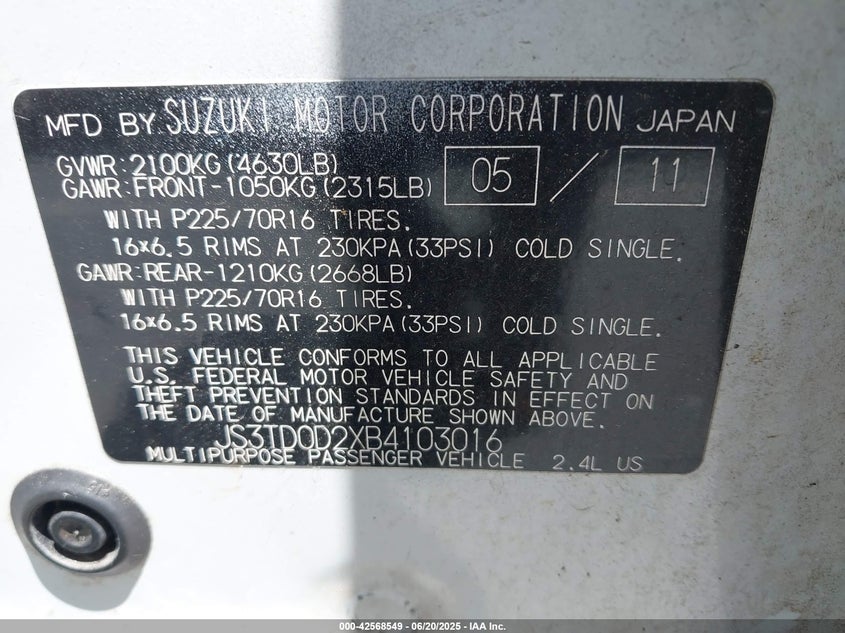 MFD BY SUZUKI MOTOR CORPORATION JAPAN
GVWR:2100KG(4630LB)
GAWR:FRONT-1050KG(2315LB) 05 / 11
WITH P225/70R16 TIRES.
16x6.5 RIMS AT 230KPA(33PSI) COLD SINGLE.
GAWR:REAR-1210KG(2668LB)
WITH P225/70R16 TIRES.
16x6.5 RIMS AT 230KPA(33PSI) COLD SINGLE.
THIS VEHICLE CONFORMS TO ALL APPLICABLE
U.S. FEDERAL MOTOR VEHICLE SAFETY AND
THEFT PREVENTION STANDARDS IN EFFECT ON
THE DATE OF MANUFACTURE SHOWN ABOVE.
JS3TD0D2XB4103016
MULTIPURPOSE PASSENGER VEHICLE 2.4L US
000-42568549 - 06/20/2025 - IAA Inc.